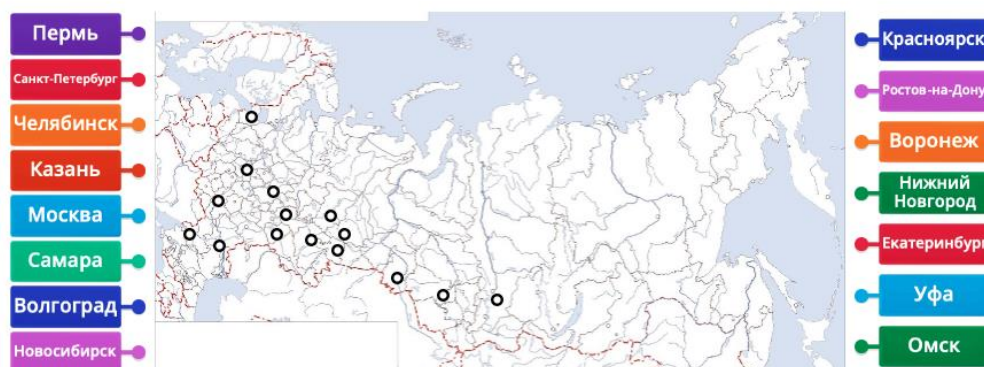 Пермь
Санкт-Петербург
Челябинск
Казань
Москва
Самара
Волгоград
Новосибирск
Красноярск
Ростов-на-Дону
Воронеж
Нижний
Новгород
Екатеринбург
Уфа
Омск